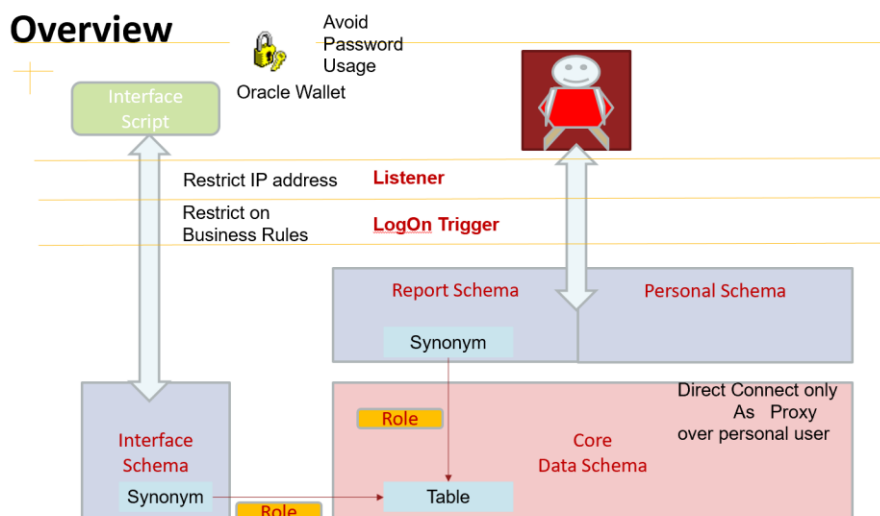 Overview
Avoid
Password
Usage
Oracle Wallet
Interface
Script
Restrict IP address
Listener
Restrict on
Business Rules
LogOn Trigger
Report Schema
Personal Schema
Synonym
Direct Connect only
As Proxy
over personal user
Role
Interface
Schema
Core
Data Schema
Synonym
Table
Role